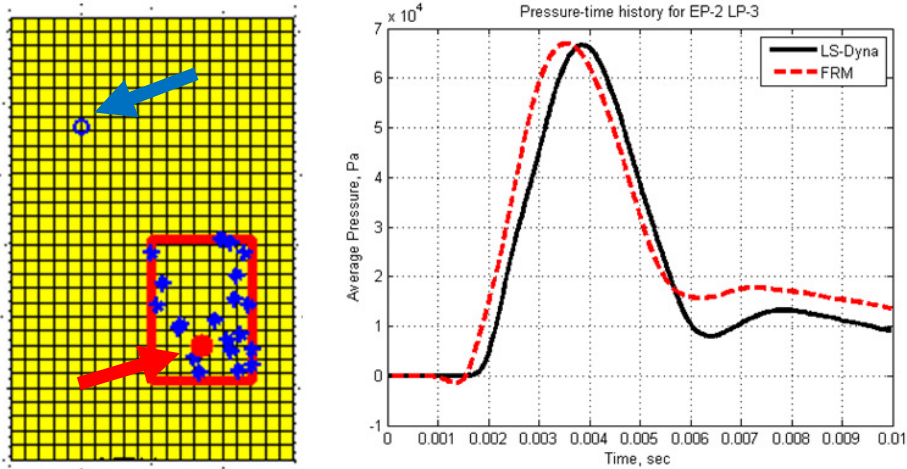 x 10⁴
Pressure-time history for EP-2 LP-3
7
6
5
4
3
2
1
0
-1
Average Pressure, Pa
LS-Dyna
FRM
0 0.001 0.002 0.003 0.004 0.005 0.006 0.007 0.008 0.009 0.01
Time, sec